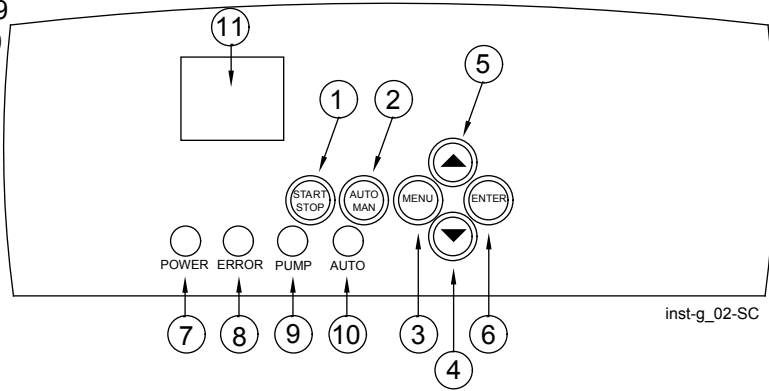 9
11
5
1
2
START
STOP
AUTO
MAN
MENU
ENTER
POWER
ERROR
PUMP
AUTO
inst-g_02-SC
7
8
9
10
3
6
4